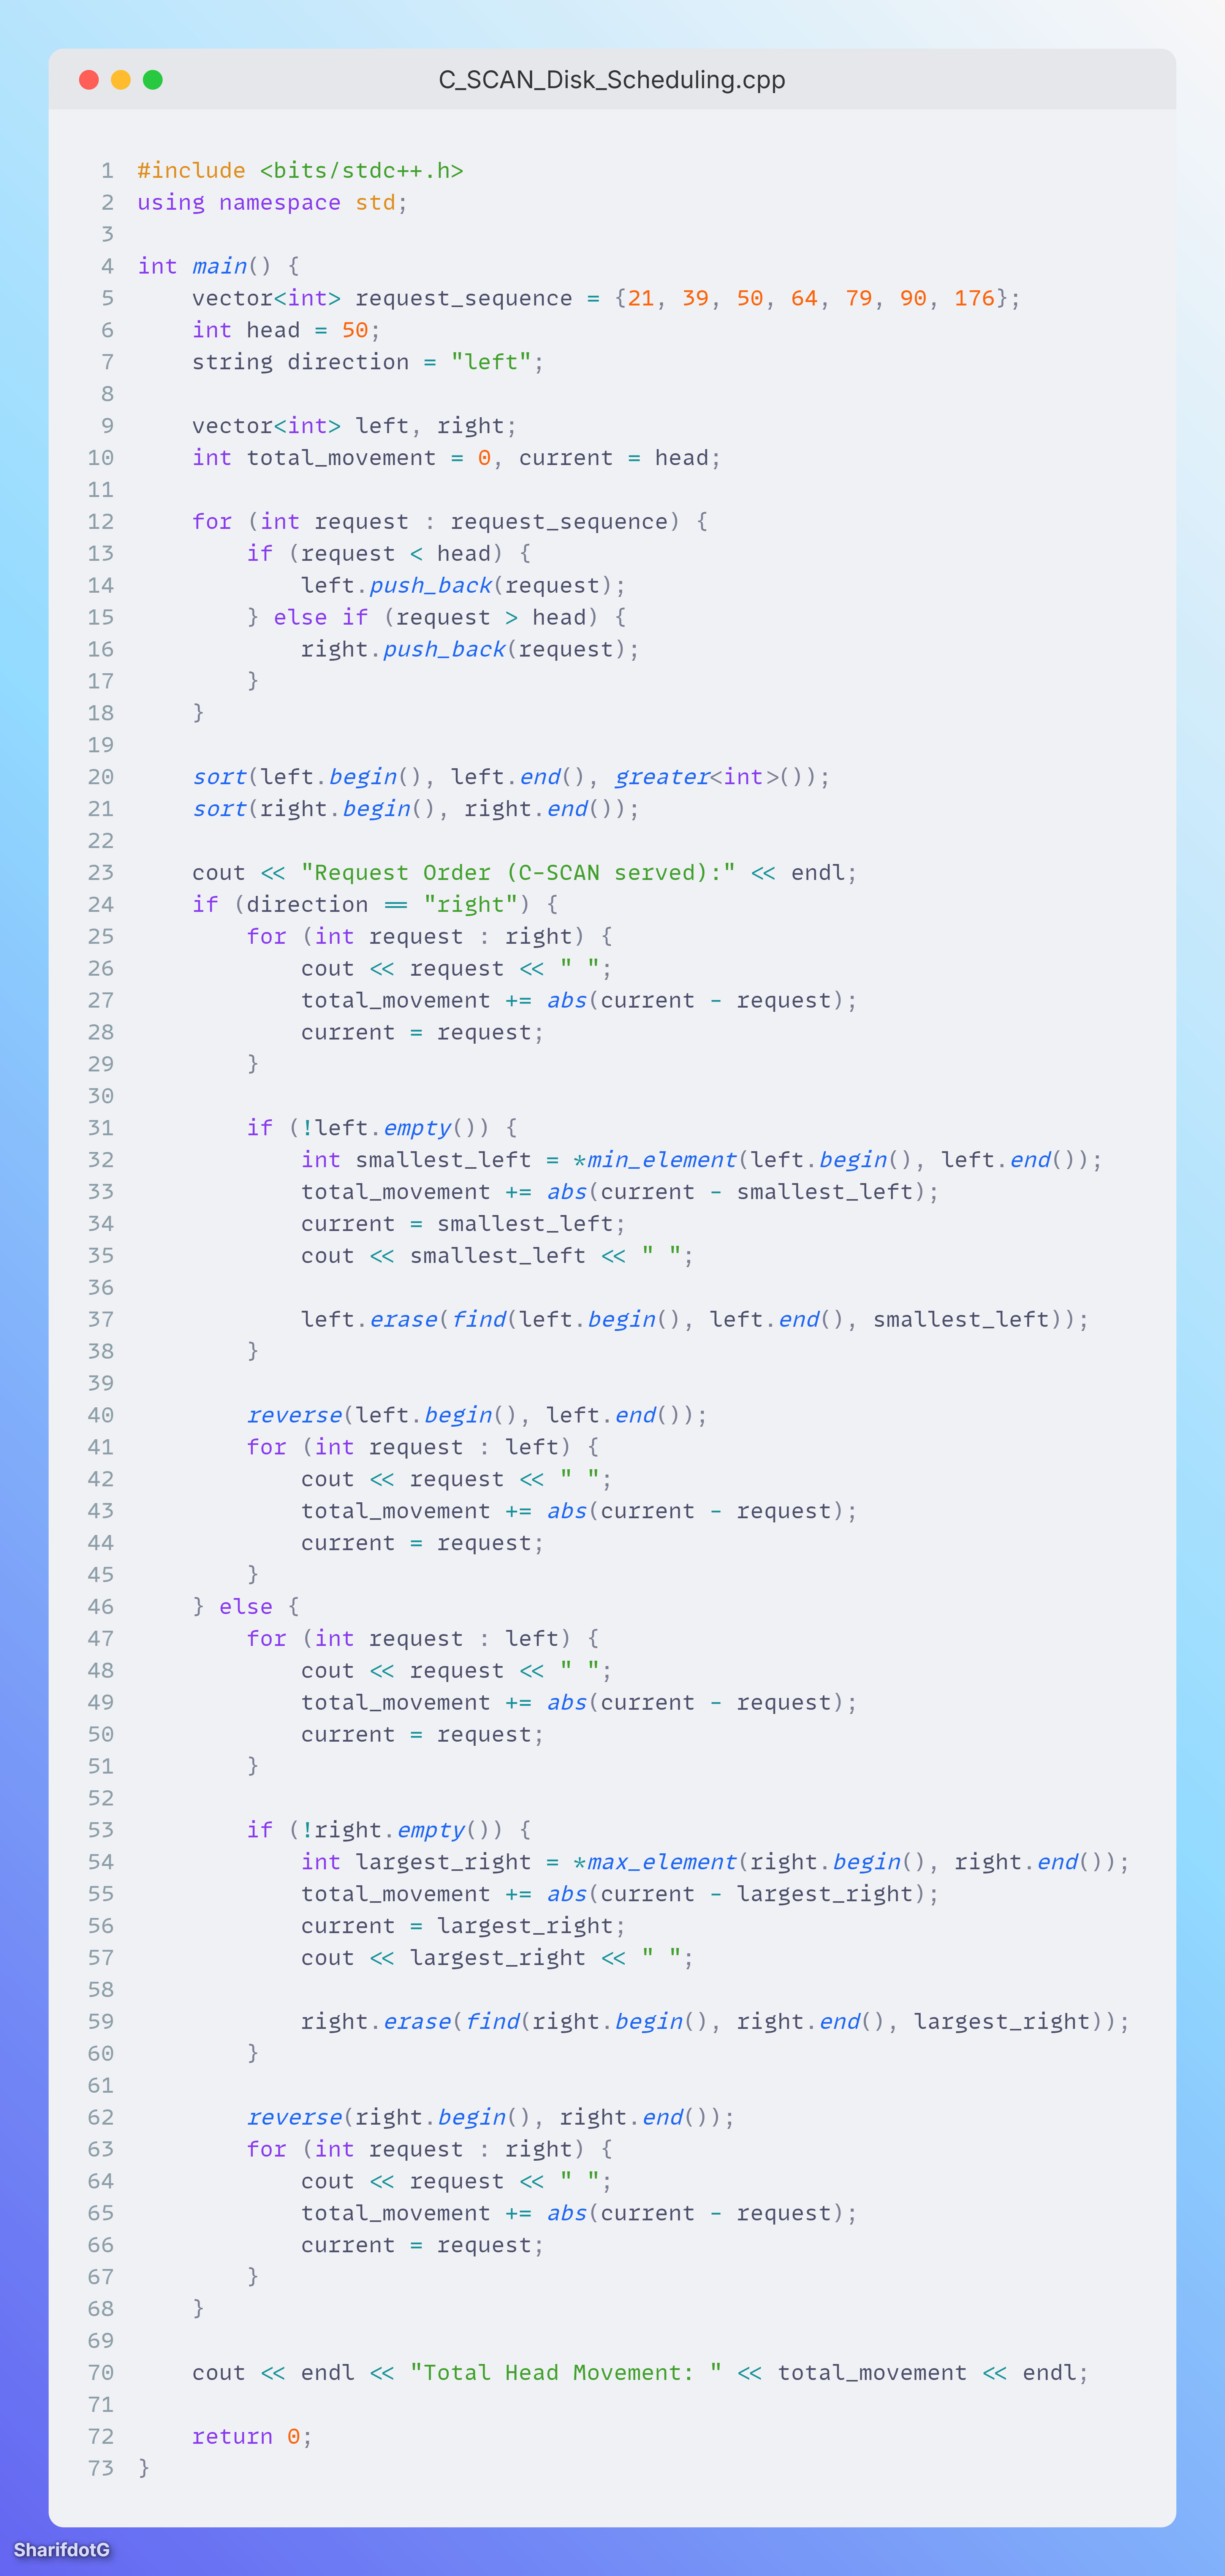 C_SCAN_Disk_Scheduling.cpp
1 #include <bits/stdc++.h>
2 using namespace std;
3
4 int main() {
5     vector<int> request_sequence = {21, 39, 50, 64, 79, 90, 176};
6     int head = 50;
7     string direction = "left";
8
9     vector<int> left, right;
10     int total_movement = 0, current = head;
11
12     for (int request : request_sequence) {
13         if (request < head) {
14             left.push_back(request);
15         } else if (request > head) {
16             right.push_back(request);
17         }
18     }
19
20     sort(left.begin(), left.end(), greater<int>());
21     sort(right.begin(), right.end());
22
23     cout << "Request Order (C-SCAN served):" << endl;
24     if (direction == "right") {
25         for (int request : right) {
26             cout << request << " ";
27             total_movement += abs(current - request);
28             current = request;
29         }
30
31         if (!left.empty()) {
32             int smallest_left = *min_element(left.begin(), left.end());
33             total_movement += abs(current - smallest_left);
34             current = smallest_left;
35             cout << smallest_left << " ";
36
37             left.erase(find(left.begin(), left.end(), smallest_left));
38         }
39
40         reverse(left.begin(), left.end());
41         for (int request : left) {
42             cout << request << " ";
43             total_movement += abs(current - request);
44             current = request;
45         }
46     } else {
47         for (int request : left) {
48             cout << request << " ";
49             total_movement += abs(current - request);
50             current = request;
51         }
52
53         if (!right.empty()) {
54             int largest_right = *max_element(right.begin(), right.end());
55             total_movement += abs(current - largest_right);
56             current = largest_right;
57             cout << largest_right << " ";
58
59             right.erase(find(right.begin(), right.end(), largest_right));
60         }
61
62         reverse(right.begin(), right.end());
63         for (int request : right) {
64             cout << request << " ";
65             total_movement += abs(current - request);
66             current = request;
67         }
68     }
69
70     cout << endl << "Total Head Movement: " << total_movement << endl;
71
72     return 0;
73 }
SharifdotG